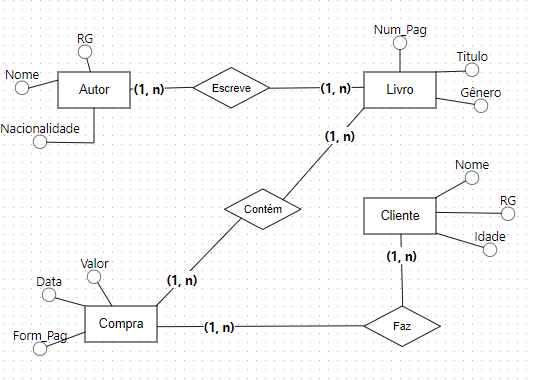 RG
Nome
Autor
Nacionalidade
(1, n)
Escreve
(1, n)
Num_Pag
Titulo
Livro
Gênero
(1, n)
Contém
(1, n)
Nome
RG
Cliente
Idade
(1, n)
Valor
Data
Form_Pag
Compra
(1, n)
Faz